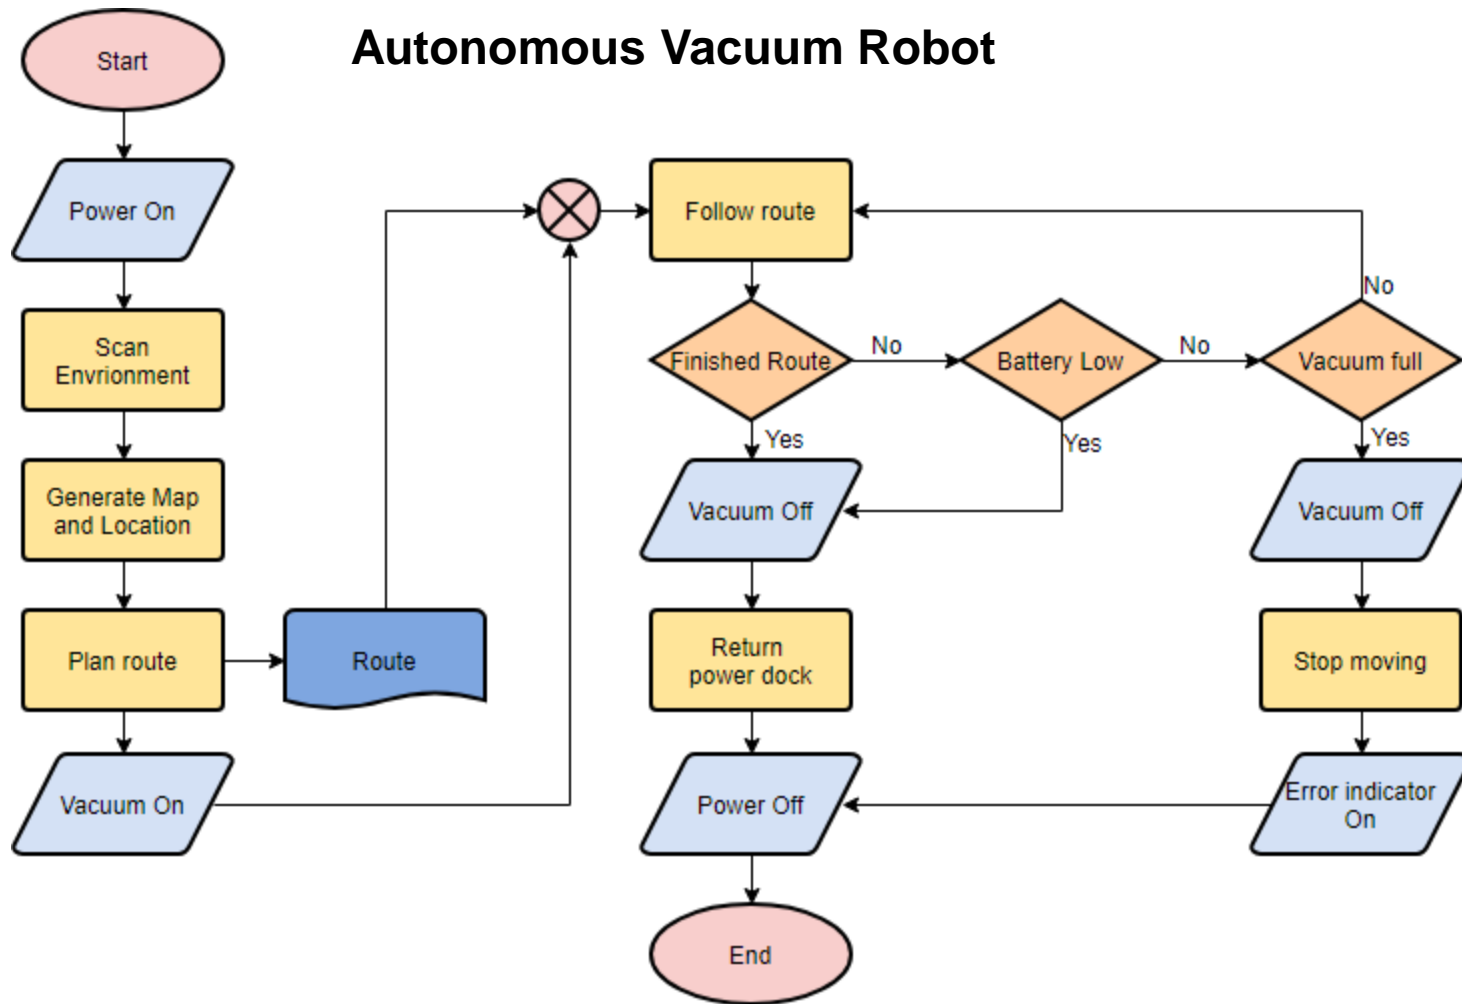 Autonomous Vacuum Robot
Start
Power On
Scan
Envrionment
Generate Map
and Location
Plan route
Route
Vacuum On
Follow route
Finished Route
No
Battery Low
No
Vacuum full
No
Yes
Yes
Yes
Vacuum Off
Vacuum Off
Return
power dock
Stop moving
Power Off
Error indicator
On
End